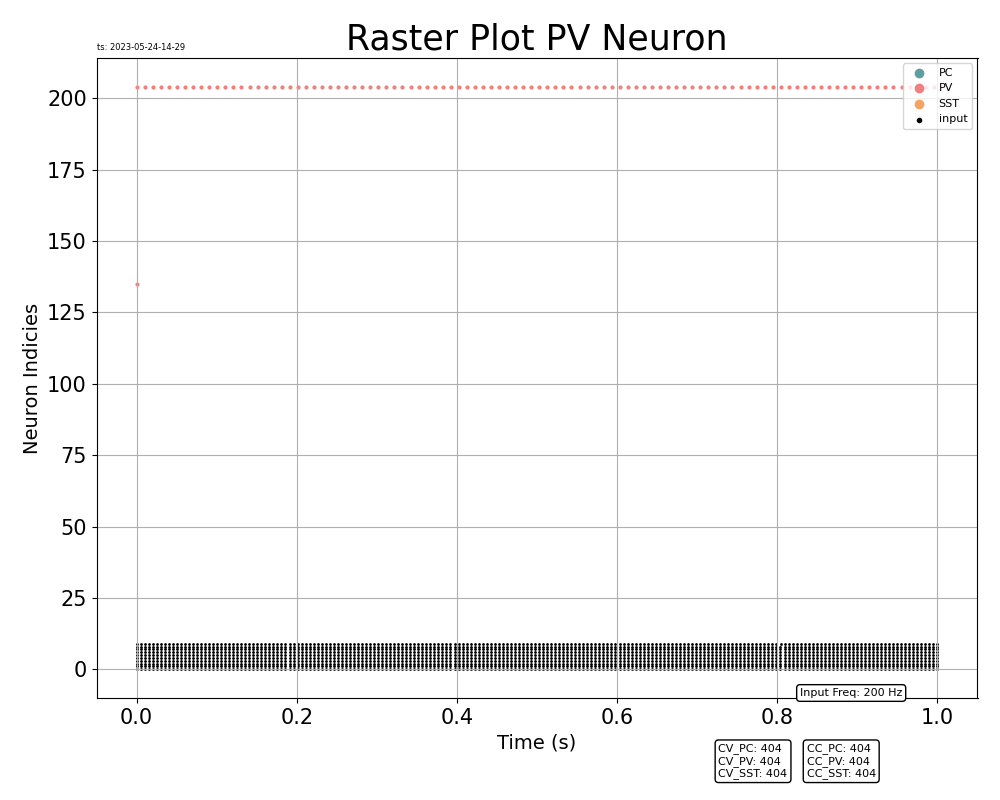 Raster Plot PV Neuron
ts: 2023-05-24-14-29
PC
PV
SST
input
200
175
150
125
100
75
50
25
0
Neuron Indicies
Input Freq: 200 Hz
0.0 0.2 0.4 0.6 0.8 1.0
Time (s)
CV_PC: 404
CV_PV: 404
CV_SST: 404
CC_PC: 404
CC_PV: 404
CC_SST: 404